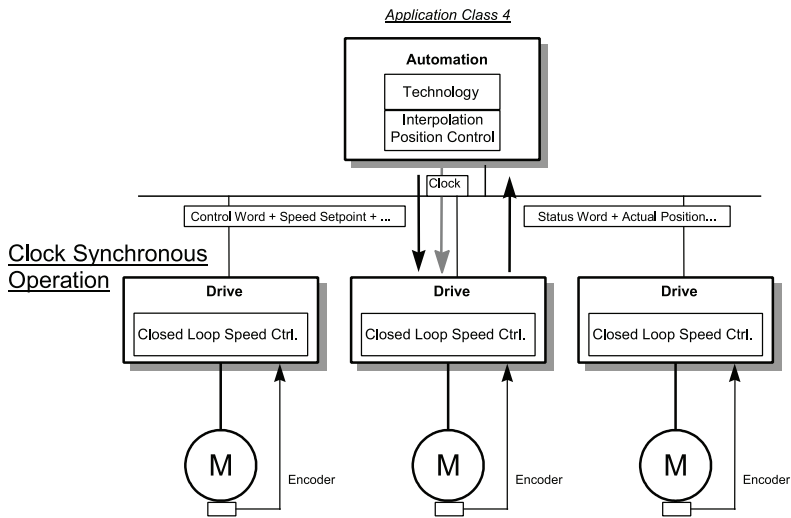 Application Class 4
Automation
Technology
Interpolation
Position Control
Clock
Control Word + Speed Setpoint + ...
Status Word + Actual Position...
Clock Synchronous
Operation
Drive
Closed Loop Speed Ctrl.
Drive
Closed Loop Speed Ctrl.
Drive
Closed Loop Speed Ctrl.
M
Encoder
M
Encoder
M
Encoder